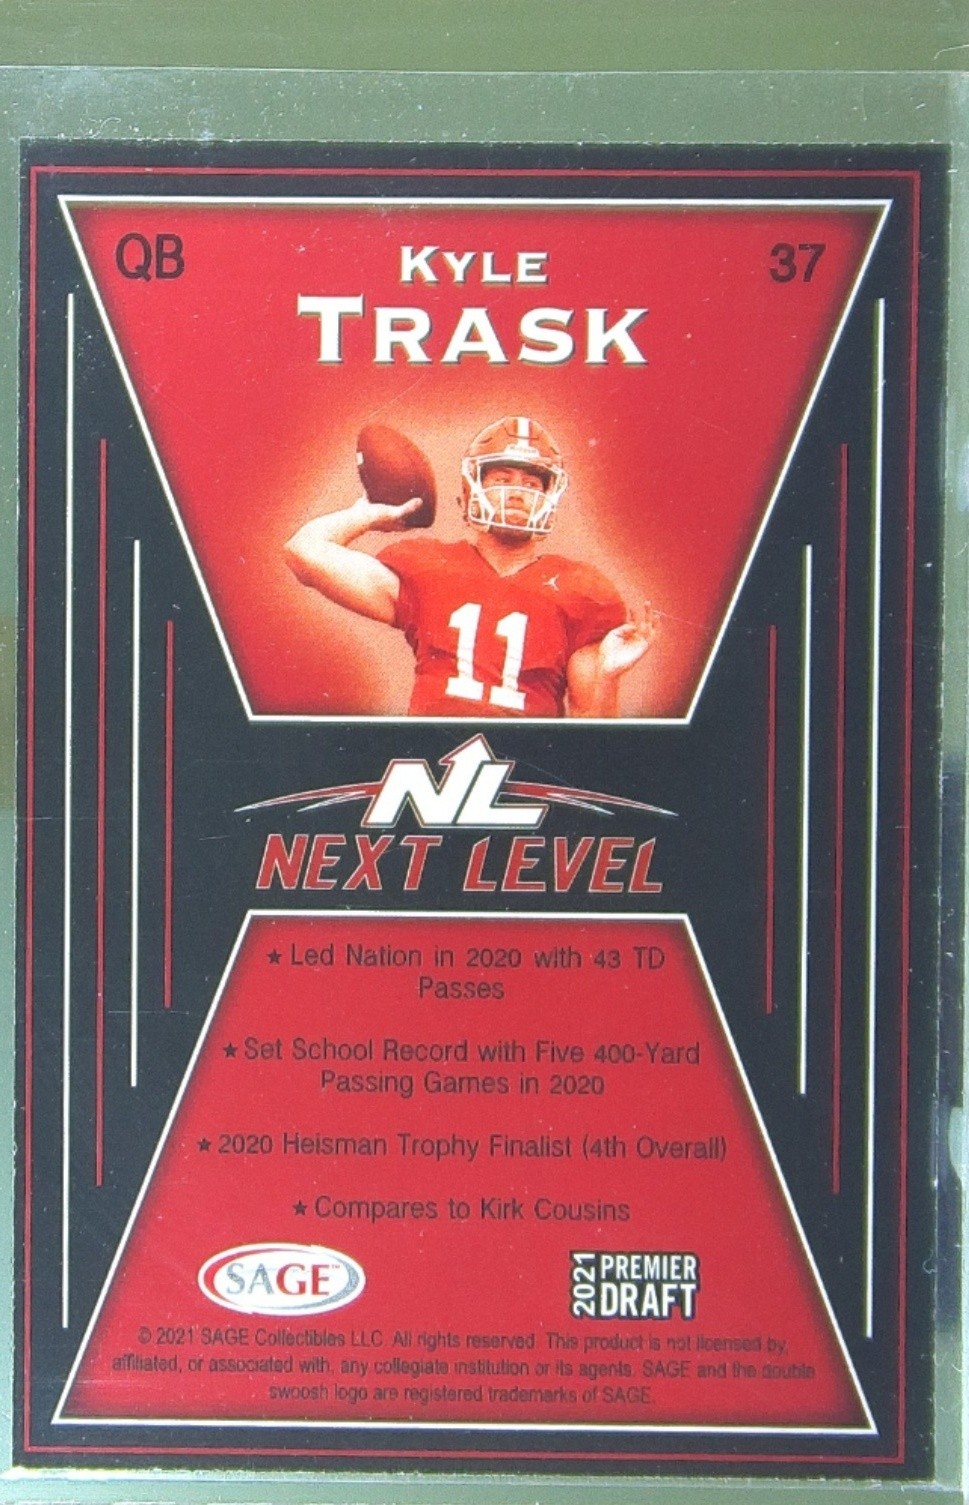 QB
37
KYLE
TRASK
11
NL
NEXT LEVEL
★ Led Nation in 2020 with 43 TD
Passes
★ Set School Record with Five 400-Yard
Passing Games in 2020
★ 2020 Heisman Trophy Finalist (4th Overall)
★ Compares to Kirk Cousins
SAGE™
2021 PREMIER
DRAFT
© 2021 SAGE Collectibles LLC. All rights reserved. This product is not licensed by,
affiliated, or associated with, any collegiate institution or its agents. SAGE and the double
swoosh logo are registered trademarks of SAGE.